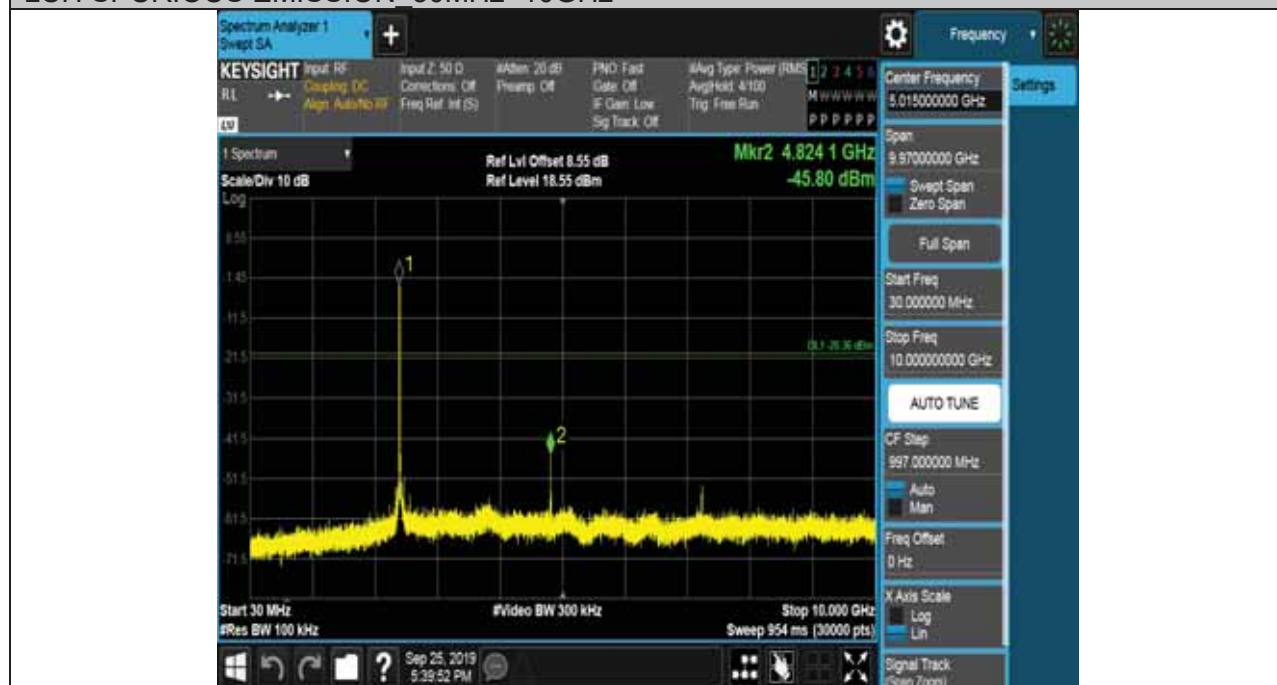 Spectrum Analyzer 1
Swept SA
+
Frequency
KEYSIGHT
RL
Input: RF
Coupling: DC
Align: Auto/No RF
Input Z: 50 Ω
Corrections: Off
Freq Ref: Int (S)
#Atten: 20 dB
Preamp: Off
PNO: Fast
Gate: Off
IF Gain: Low
Sig Track: Off
#Avg Type: Power (RMS
Avg|Hold: 4/100
Trig: Free Run
1 2 3 4 5 6
M W W W W W
P P P P P P
Center Frequency
5.015000000 GHz
Settings
1 Spectrum
Scale/Div 10 dB
Log
Ref Lvl Offset 8.55 dB
Ref Level 18.55 dBm
Mkr2 4.824 1 GHz
-45.80 dBm
Span
9.97000000 GHz
Swept Span
Zero Span
Full Span
Start Freq
30.000000 MHz
Stop Freq
10.000000000 GHz
AUTO TUNE
CF Step
997.000000 MHz
Auto
Man
Freq Offset
0 Hz
X Axis Scale
Log
Lin
Signal Track
(Span Zoom)
8.55
-1.45
-11.5
-21.5
-31.5
-41.5
-51.5
-61.5
-71.5
1
2
Start 30 MHz
#Res BW 100 kHz
#Video BW 300 kHz
Stop 10.000 GHz
Sweep 954 ms (30000 pts)
?
Sep 25, 2019
5:39:52 PM